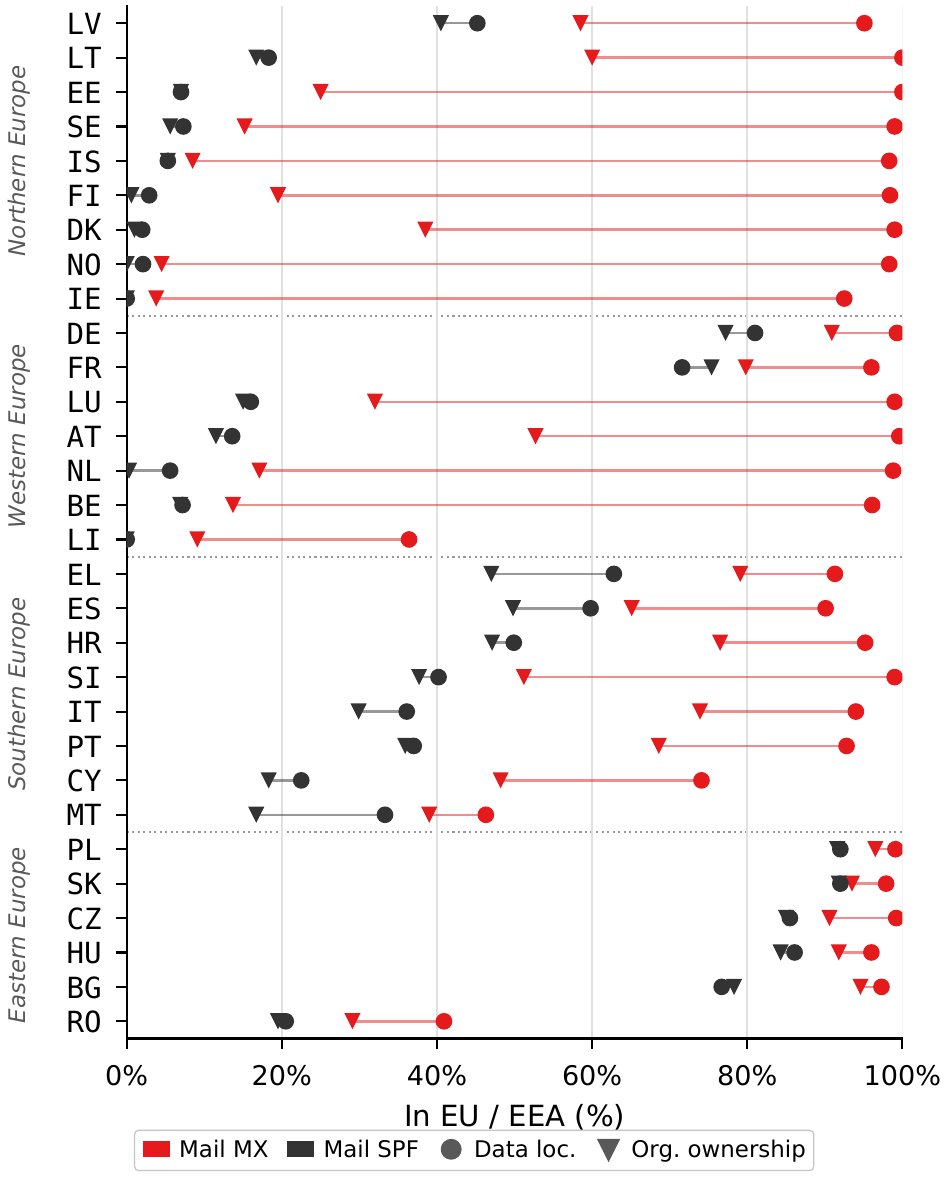 Northern Europe
LV
LT
EE
SE
IS
FI
DK
NO
IE
Western Europe
DE
FR
LU
AT
NL
BE
LI
Southern Europe
EL
ES
HR
SI
IT
PT
CY
MT
Eastern Europe
PL
SK
CZ
HU
BG
RO
0% 20% 40% 60% 80% 100%
In EU / EEA (%)
Mail MX Mail SPF Data loc. Org. ownership